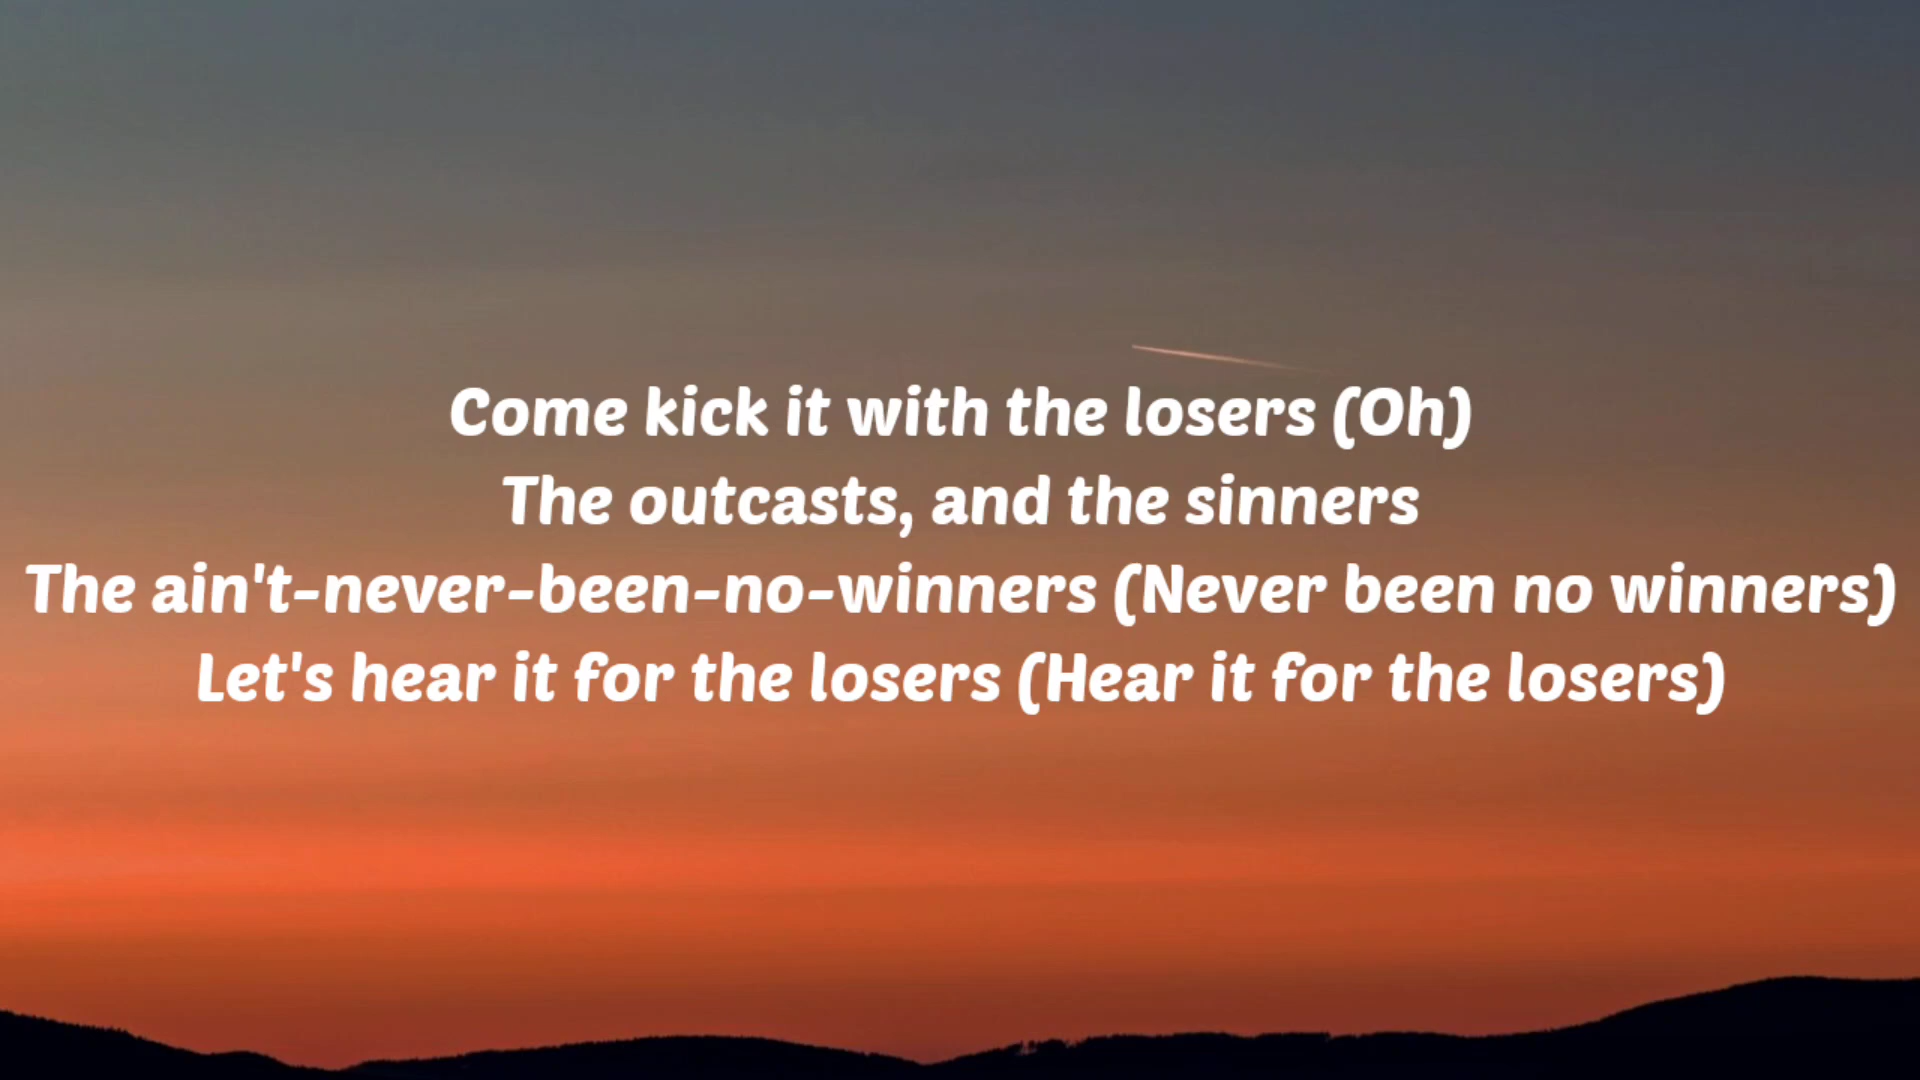 Come kick it with the losers (Oh)
The outcasts, and the sinners
The ain't-never-been-no-winners (Never been no winners)
Let's hear it for the losers (Hear it for the losers)